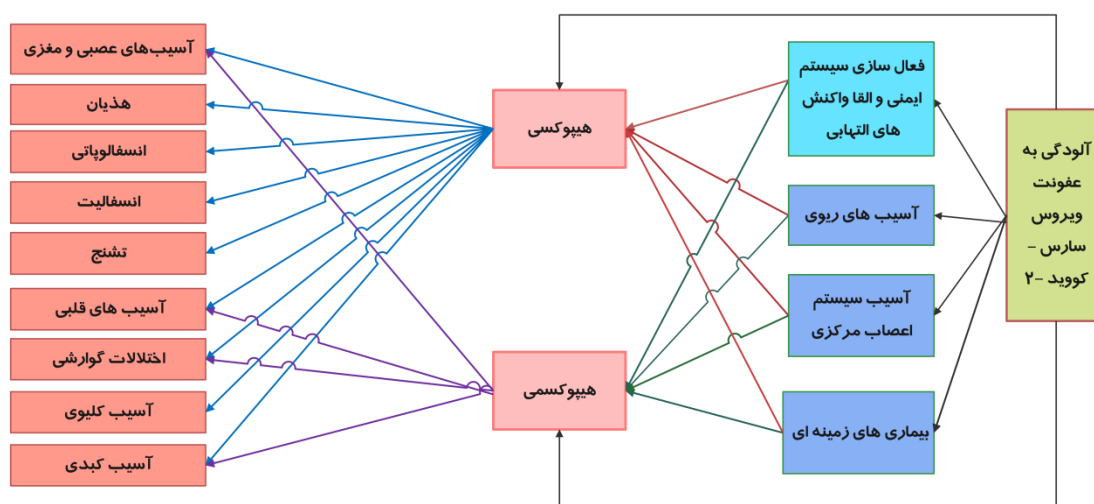 آلودگی به
عفونت
ویروس
سارس –
کووید –۲
فعال سازی سیستم
ایمنی و القا واکنش
های التهابی
آسیب های ریوی
آسیب سیستم
اعصاب مرکزی
بیماری های زمینه ای
هیپوکسی
هیپوکسمی
آسیب‌های عصبی و مغزی
هذیان
انسفالوپاتی
انسفالیت
تشنج
آسیب های قلبی
اختلالات گوارشی
آسیب کلیوی
آسیب کبدی